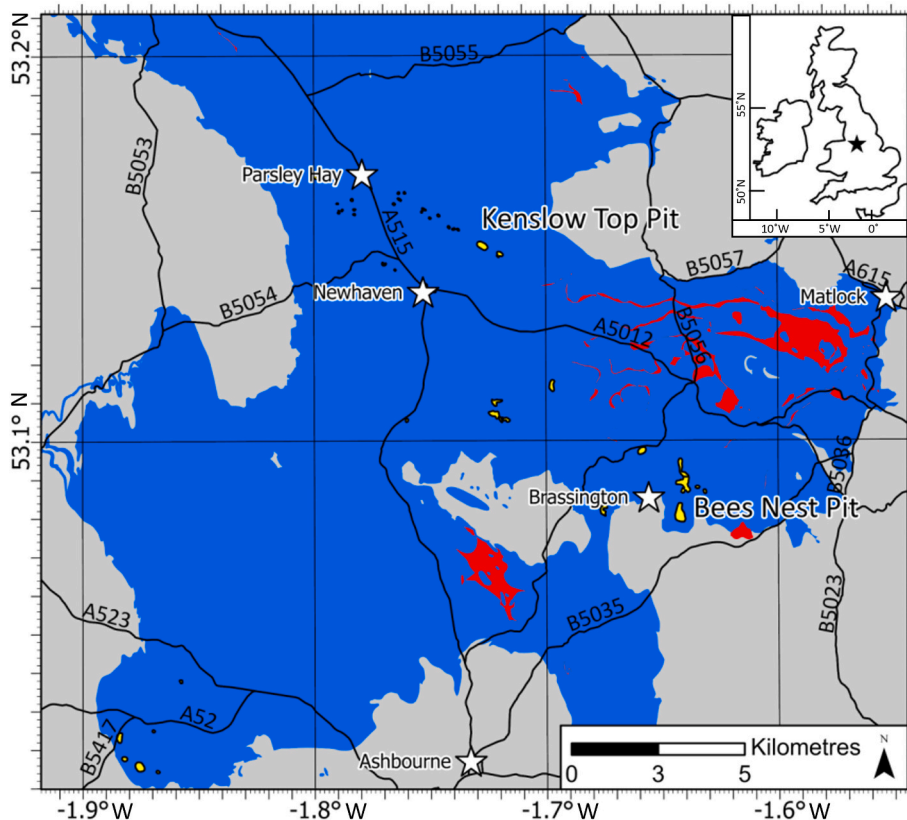 53.2° N
B5055
55°N
50°N
10°W 5°W 0°
B5053
Parsley Hay
A515
Kenslow Top Pit
B5057
A615
B5054
Newhaven
Matlock
A5012
B5056
53.1° N
B5036
Brassington
Bees Nest Pit
A523
B5035
B5023
A52
B5417
Ashbourne
Kilometres
N
0 3 5
-1.9°W -1.8°W -1.7°W -1.6°W